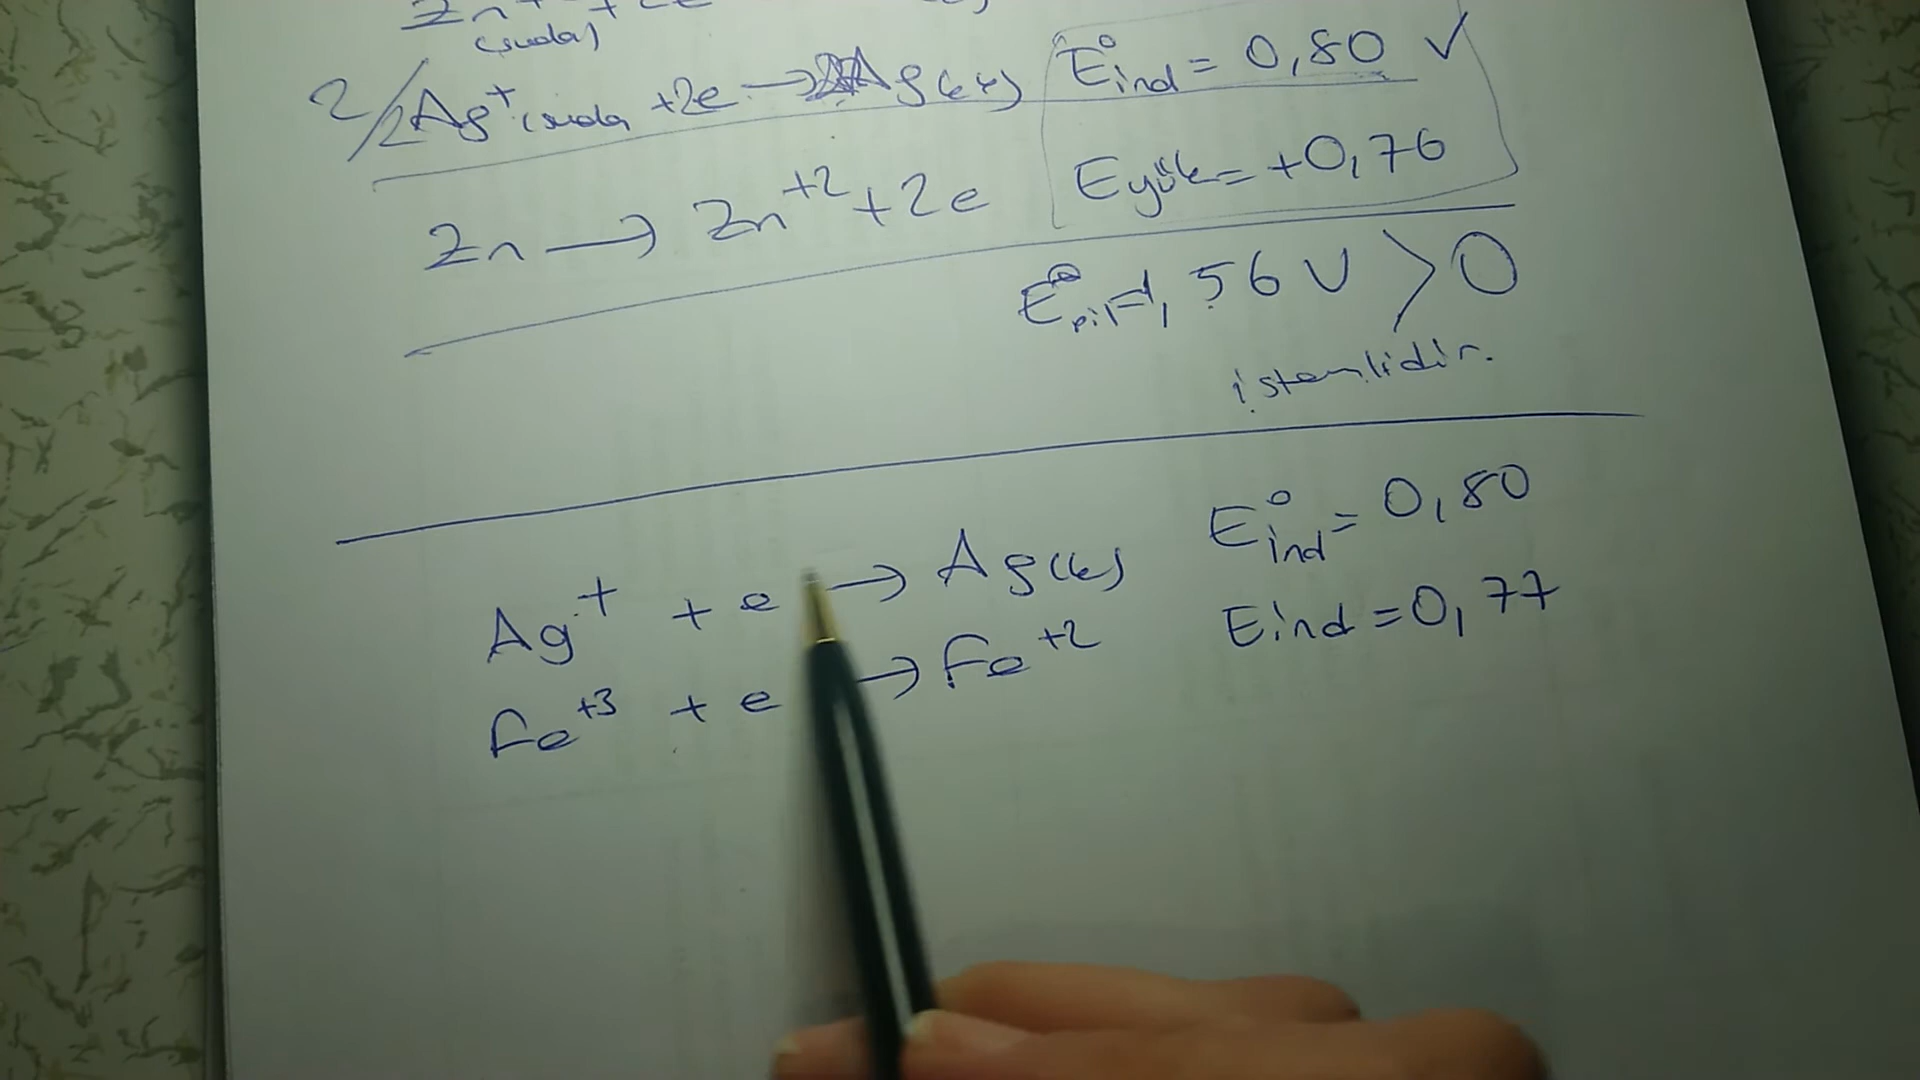 (suda)
2/2Ag⁺(suda +2e → Ag(k) E°ind = 0,80 ✓
Zn → Zn⁺² + 2e Eyük = +0,76
E°pil=1,56 V > 0
istemlidir.
Ag⁺ + e → Ag(k) E°ind = 0,80
Fe⁺³ + e → Fe⁺² Eind = 0,77